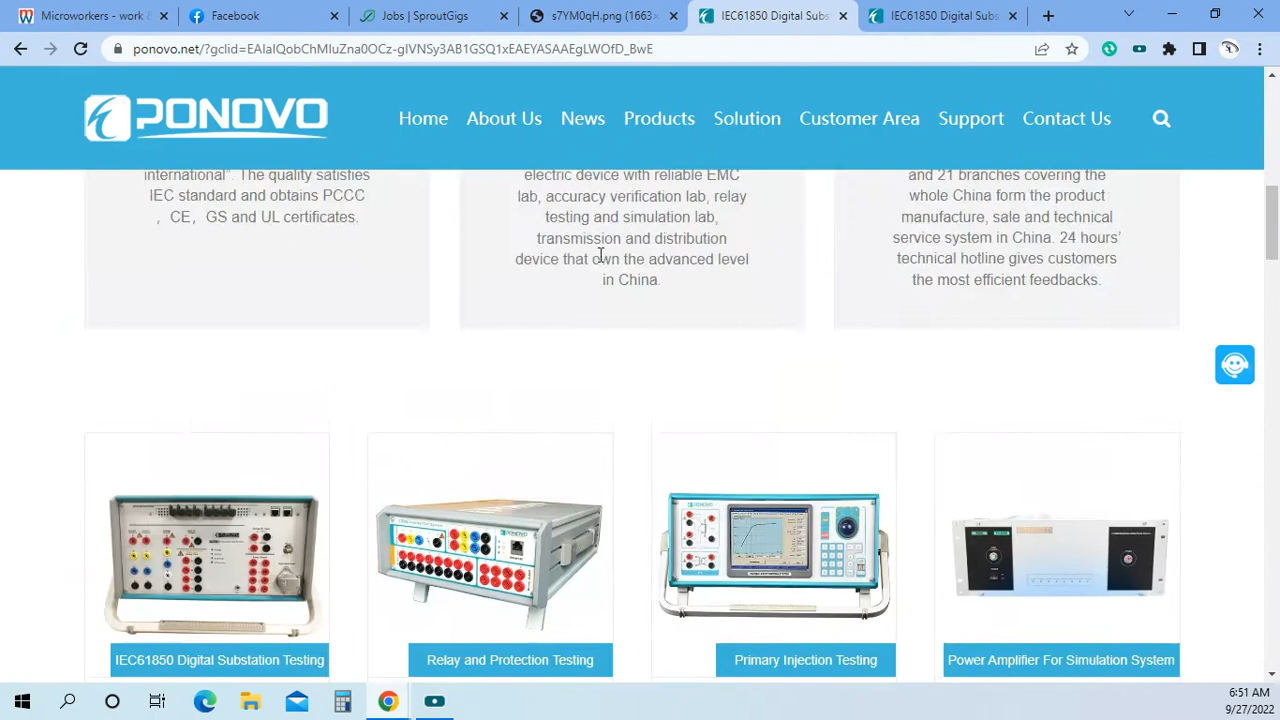 Microworkers - work &
Facebook
Jobs | SproutGigs
s7YM0qH.png (1663×
IEC61850 Digital Subs
IEC61850 Digital Subs
ponovo.net/?gclid=EAIaIQobChMIuZna0OCz-gIVNSy3AB1GSQ1xEAEYASAAEgLWOfD_BwE
PONOVO
Home
About Us
News
Products
Solution
Customer Area
Support
Contact Us
international”. The quality satisfies
IEC standard and obtains PCCC
， CE， GS and UL certificates.
electric device with reliable EMC
lab, accuracy verification lab, relay
testing and simulation lab,
transmission and distribution
device that own the advanced level
in China.
and 21 branches covering the
whole China form the product
manufacture, sale and technical
service system in China. 24 hours’
technical hotline gives customers
the most efficient feedbacks.
IEC61850 Digital Substation Testing
Relay and Protection Testing
Primary Injection Testing
Power Amplifier For Simulation System
6:51 AM
9/27/2022